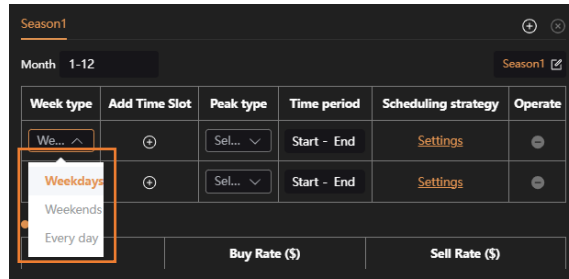 Season1
Month 1-12 Season1
Week type Add Time Slot Peak type Time period Scheduling strategy Operate
We... Sel... Start - End Settings
Weekdays Sel... Start - End Settings
Weekends
Every day
Buy Rate ($) Sell Rate ($)